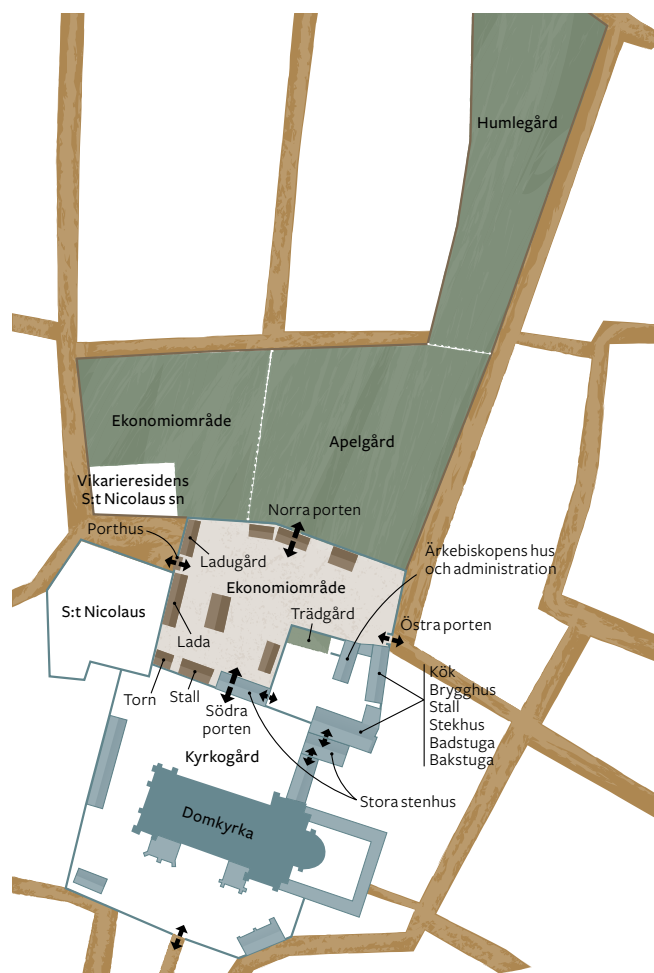 Humlegård
Ekonomiområde
Apelgård
Vikarieresidens
S:t Nicolaus sn
Norra porten
Porthus
Ladugård
Ärkebiskopens hus
och administration
Ekonomiområde
S:t Nicolaus
Trädgård
Östra porten
Lada
Kök
Brygghus
Stall
Stekhus
Badstuga
Bakstuga
Torn
Stall
Södra
porten
Kyrkogård
Stora stenhus
Domkyrka